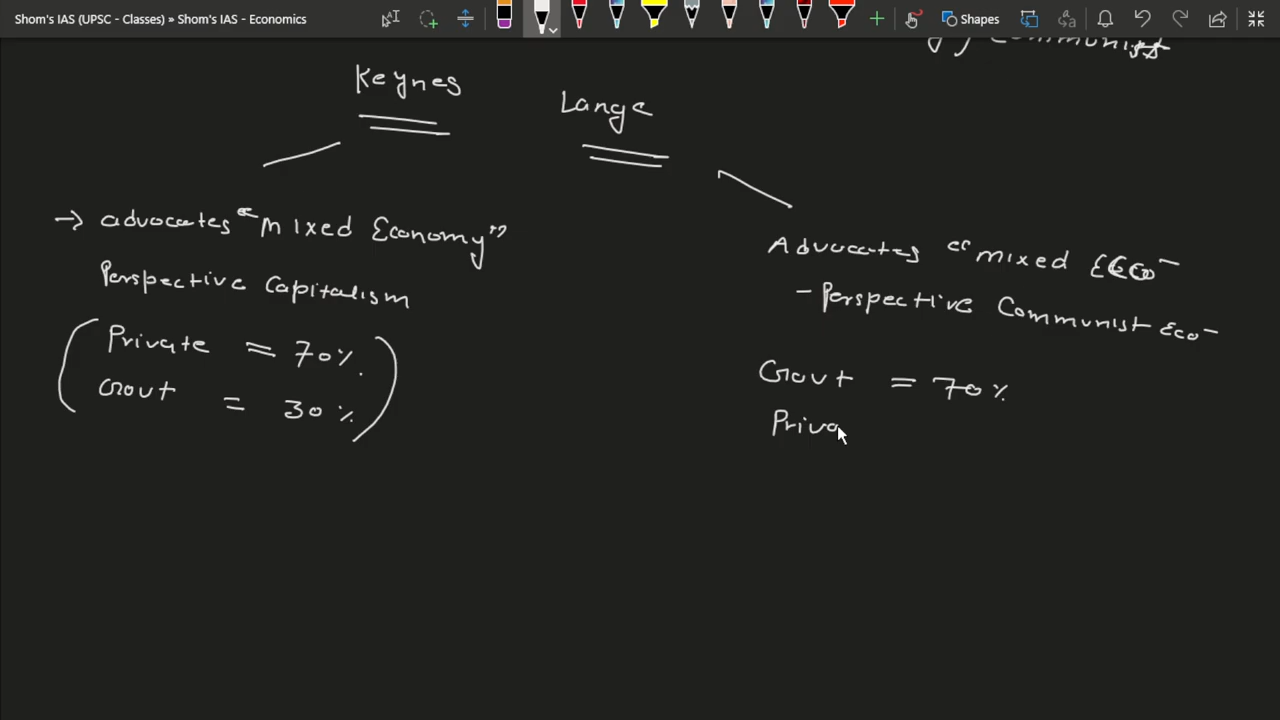 Shom's IAS (UPSC - Classes) » Shom's IAS - Economics
Shapes
Communist
Keynes
Lange
→ advocates "mixed Economy"
Perspective Capitalism
Private = 70%.
Govt = 30%
Advocates "mixed Eco-
- Perspective Communist Eco-
Govt = 70%
Priva